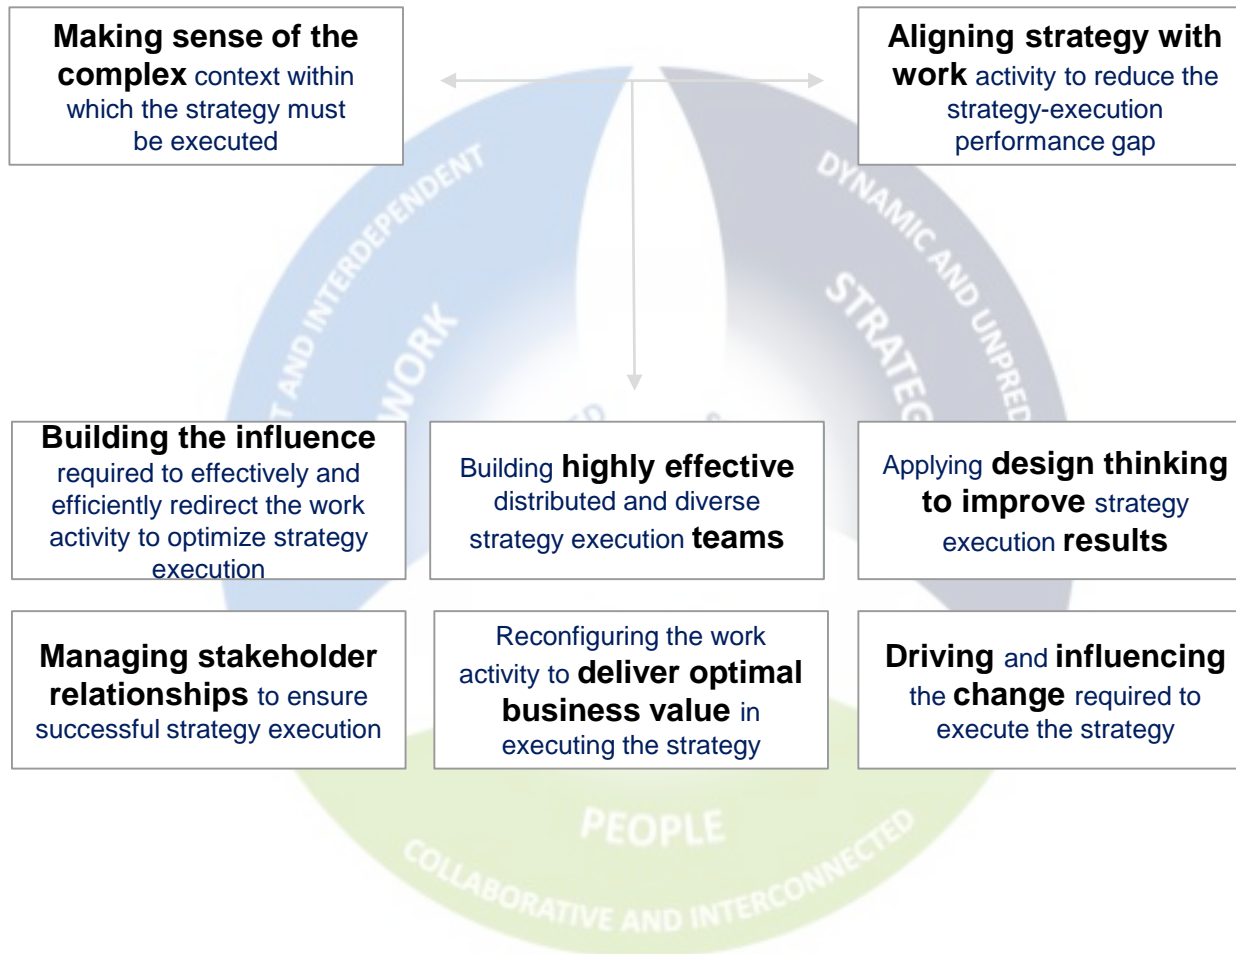 Making sense of the
complex context within
which the strategy must
be executed
Aligning strategy with
work activity to reduce the
strategy-execution
performance gap
AND INTERDEPENDENT
WORK
DYNAMIC AND
STRATEG
Building the influence
required to effectively and
efficiently redirect the work
activity to optimize strategy
execution
Building highly effective
distributed and diverse
strategy execution teams
Applying design thinking
to improve strategy
execution results
Managing stakeholder
relationships to ensure
successful strategy execution
Reconfiguring the work
activity to deliver optimal
business value in
executing the strategy
Driving and influencing
the change required to
execute the strategy
PEOPLE
COLLABORATIVE AND INTERCONNECTED